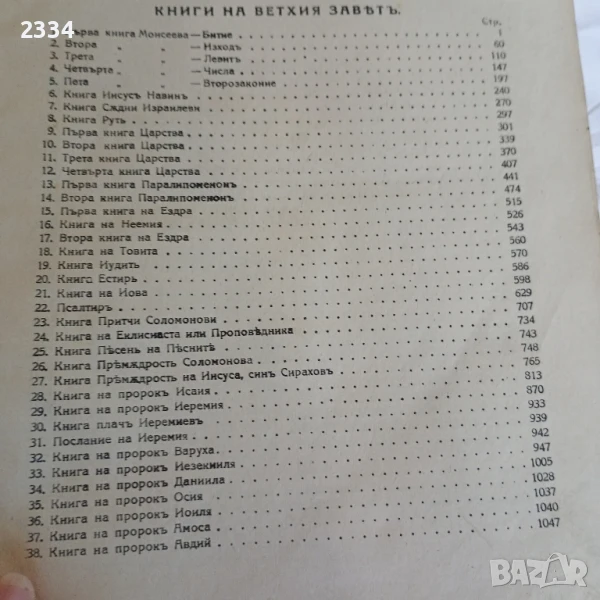 2334
КНИГИ НА ВЕТХИЯ ЗАВѢТЪ.
Стр.
Първа книга Моисеева — Битие 1
2. Втора „ „ — Изходъ 60
3. Трета „ „ — Левитъ 110
4. Четвърта „ „ — Числа 147
5. Пета „ „ — Второзаконие 197
6. Книга Иисусъ Навинъ 240
7. Книга Сѫдии Израилеви 270
8. Книга Руть 297
9. Първа книга Царства 301
10. Втора книга Царства 339
11. Трета книга Царства 370
12. Четвърта книга Царства 407
13. Първа книга Паралипоменонъ 441
14. Втора книга Паралипоменонъ 474
15. Първа книга на Ездра 515
16. Книга на Неемия 526
17. Втора книга на Ездра 543
18. Книга на Товита 560
19. Книга Иудить 570
20. Книга Естирь 586
21. Книга на Иова 598
22. Псалтиръ 629
23. Книга Притчи Соломонови 707
24. Книга на Еклисиаста или Проповѣдника 734
25. Книга Пѣсень на Пѣснитѣ 743
26. Книга Прѣмѫдрость Соломонова 748
27. Книга Прѣмѫдрость на Иисуса, синъ Сираховъ 765
28. Книга на пророкъ Исаия 813
29. Книга на пророкъ Иеремия 870
30. Книга плачъ Иеремиевъ 933
31. Послание на Иеремия 939
32. Книга на пророкъ Варуха 942
33. Книга на пророкъ Иезекииля 947
34. Книга на пророкъ Даниила 1005
35. Книга на пророкъ Осия 1028
36. Книга на пророкъ Иоиля 1037
37. Книга на пророкъ Амоса 1040
38. Книга на пророкъ Авдий 1047
BAZAR